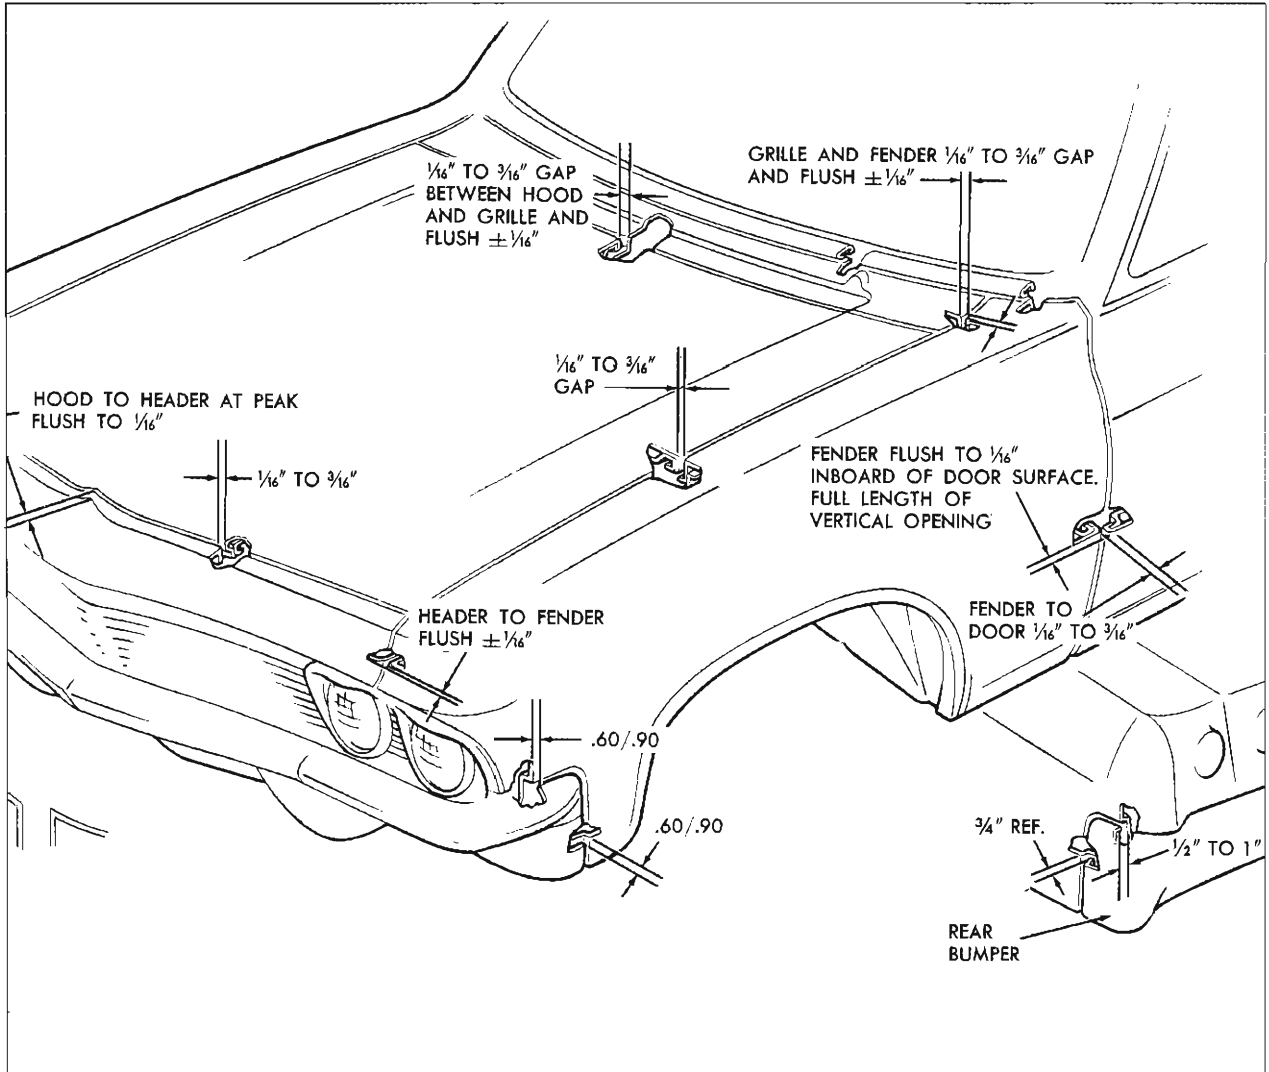 1/16" TO 3/16" GAP
BETWEEN HOOD
AND GRILLE AND
FLUSH ±1/16"
GRILLE AND FENDER 1/16" TO 3/16" GAP
AND FLUSH ±1/16"
1/16" TO 3/16"
GAP
HOOD TO HEADER AT PEAK
FLUSH TO 1/16"
1/16" TO 3/16"
FENDER FLUSH TO 1/16"
INBOARD OF DOOR SURFACE.
FULL LENGTH OF
VERTICAL OPENING
HEADER TO FENDER
FLUSH ±1/16"
FENDER TO
DOOR 1/16" TO 3/16"
.60/.90
.60/.90
3/4" REF.
1/2" TO 1"
REAR
BUMPER